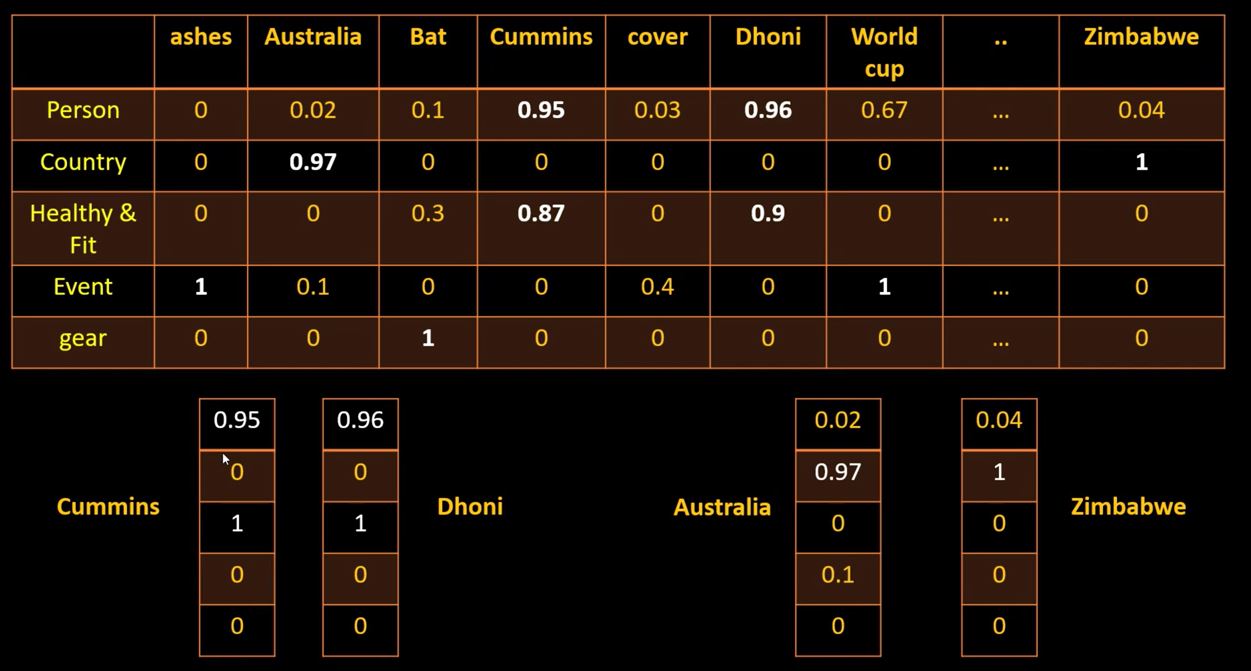 ashes Australia Bat Cummins cover Dhoni World cup .. Zimbabwe
Person 0 0.02 0.1 0.95 0.03 0.96 0.67 ... 0.04
Country 0 0.97 0 0 0 0 0 ... 1
Healthy & Fit 0 0 0.3 0.87 0 0.9 0 ... 0
Event 1 0.1 0 0 0.4 0 1 ... 0
gear 0 0 1 0 0 0 0 ... 0
0.95 0.96 0.02 0.04
0 0 0.97 1
Cummins Dhoni Australia Zimbabwe
1 1 0 0
0 0 0.1 0
0 0 0 0